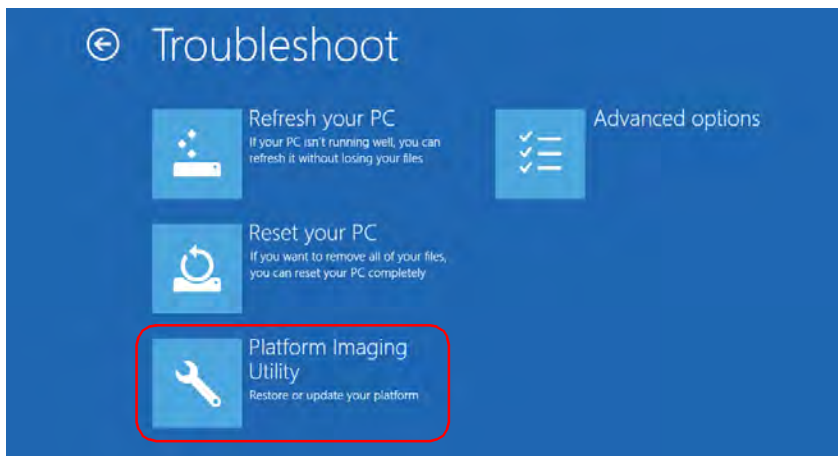 Troubleshoot
Refresh your PC
If your PC isn't running well, you can
refresh it without losing your files
Advanced options
Reset your PC
If you want to remove all of your files,
you can reset your PC completely
Platform Imaging
Utility
Restore or update your platform